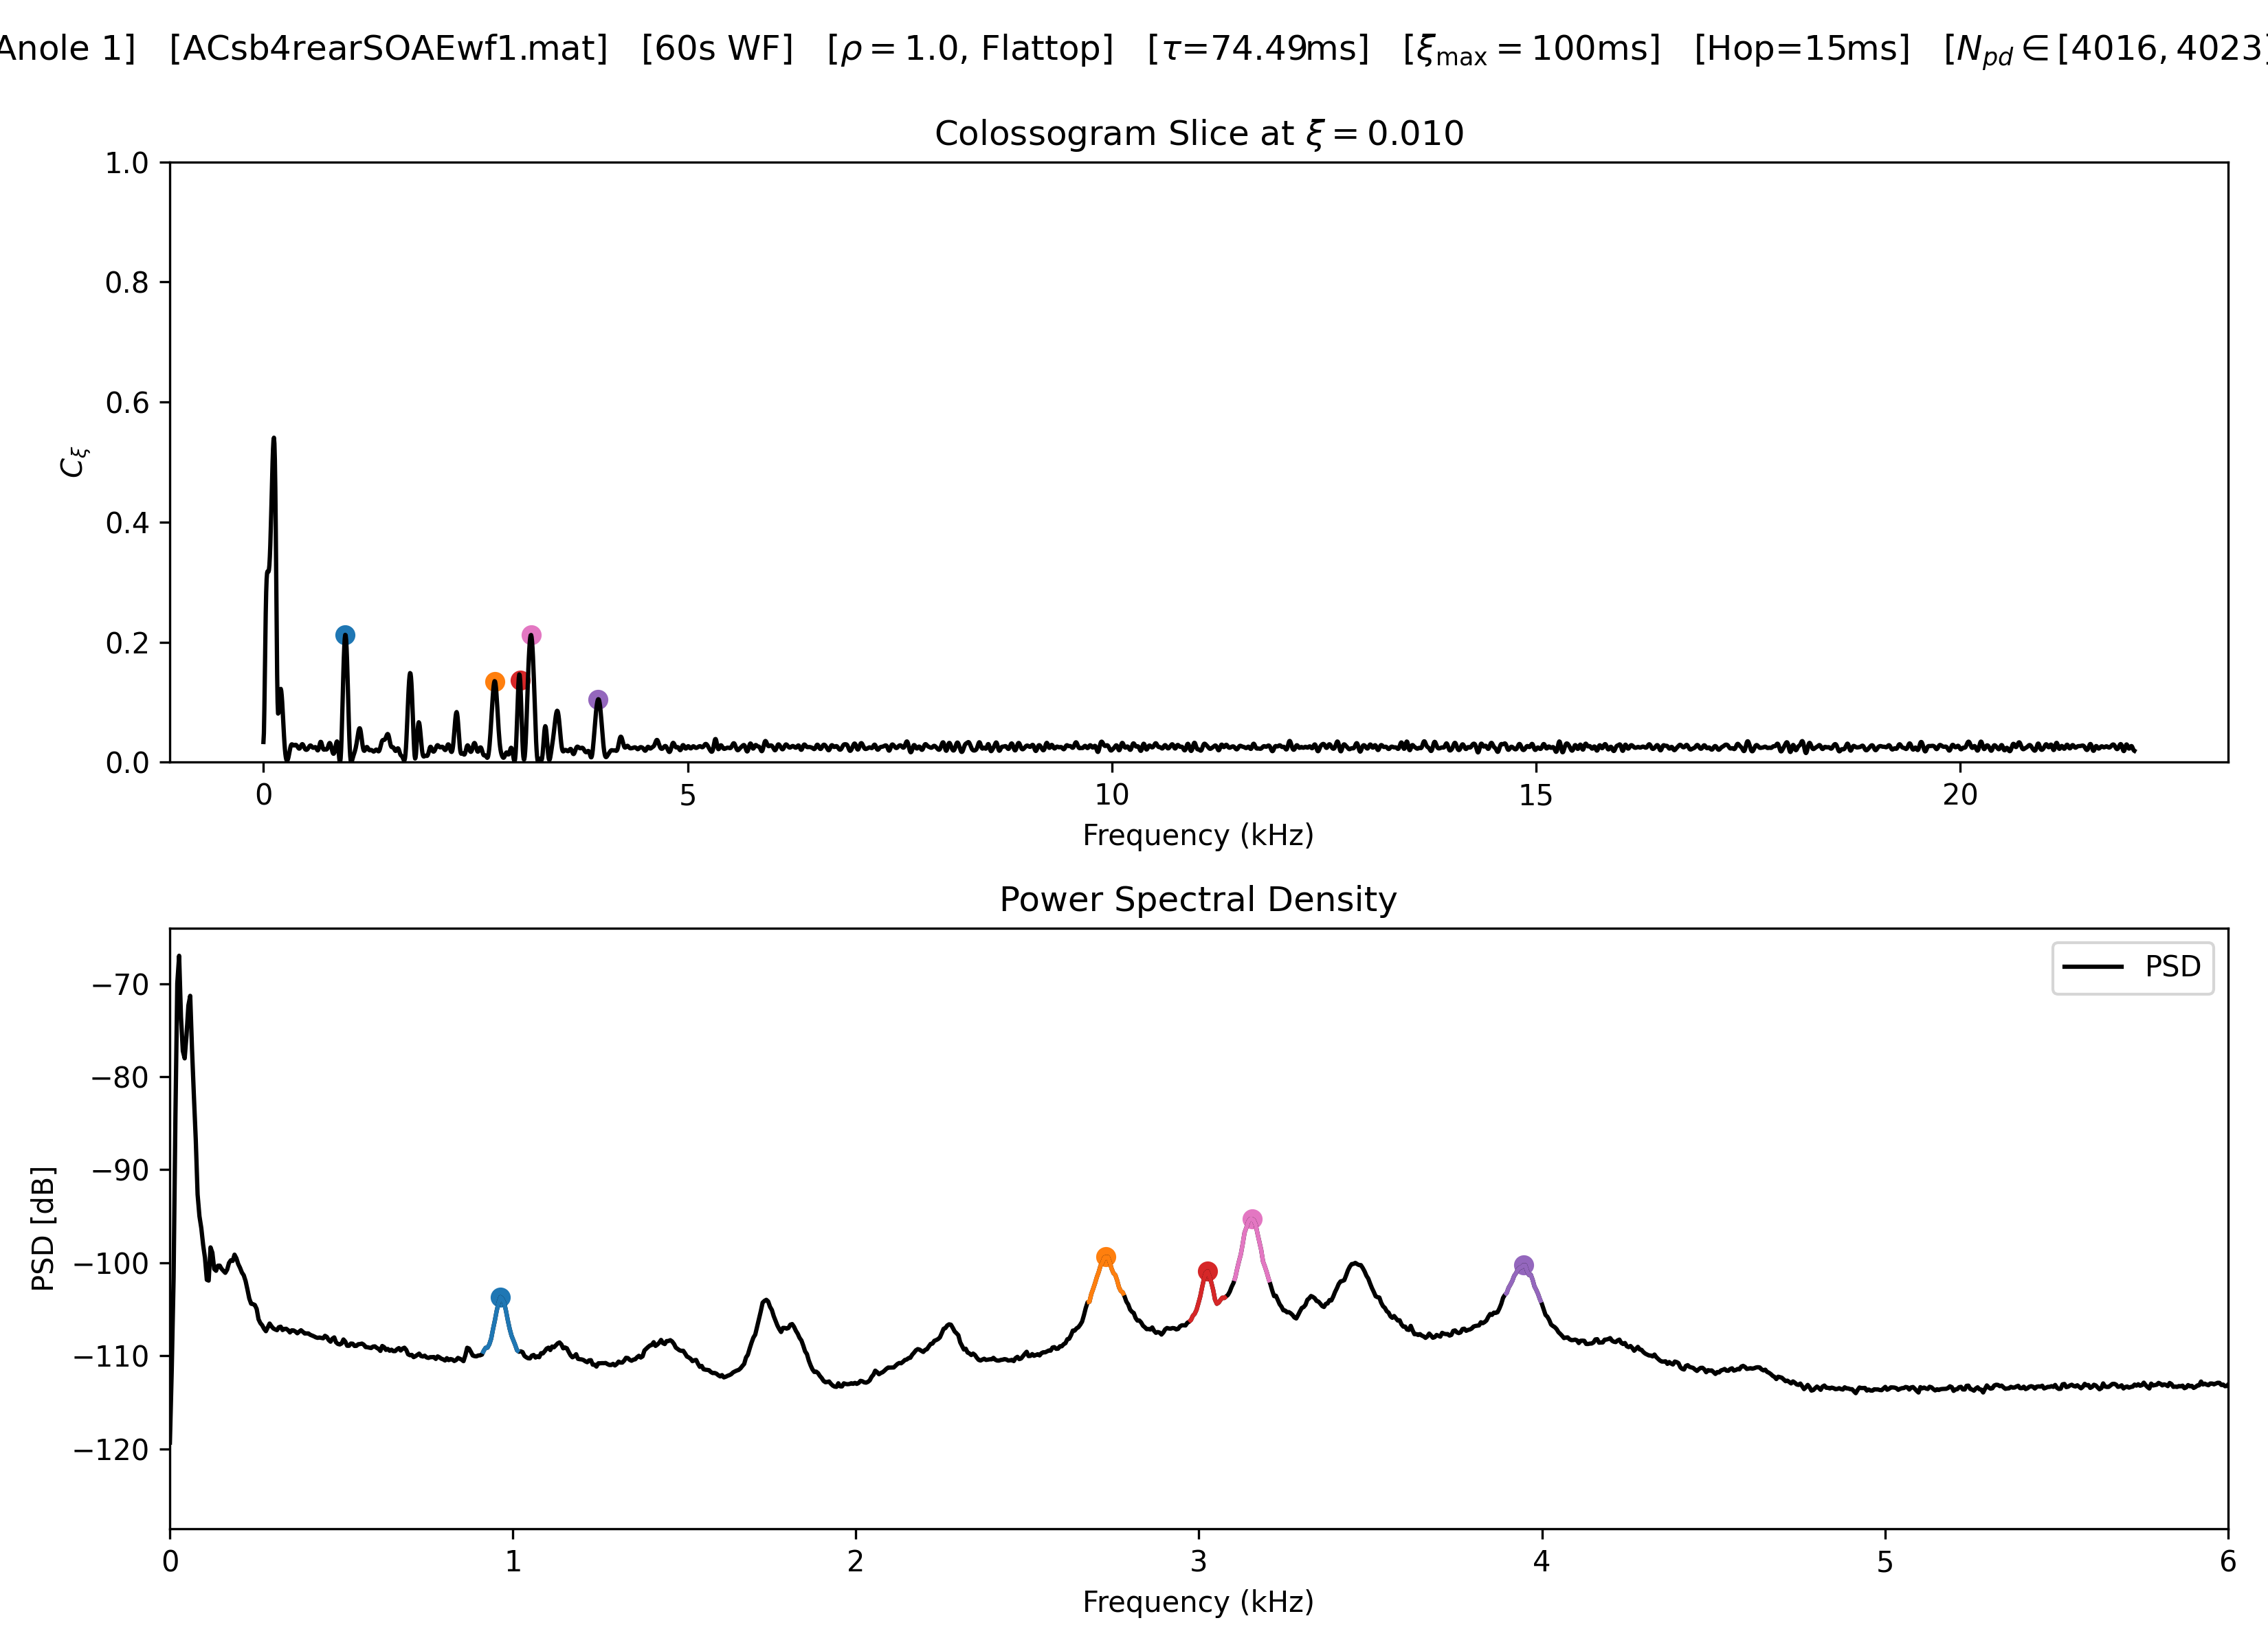 Anole 1] [ACsb4rearSOAEwf1.mat] [60s WF] [ρ = 1.0, Flattop] [τ=74.49ms] [ξmax = 100ms] [Hop=15ms] [Npd ∈ [4016, 4023]
Colossogram Slice at ξ = 0.010
1.0
0.8
0.6
0.4
0.2
0.0
Cξ
0 5 10 15 20
Frequency (kHz)
Power Spectral Density
PSD
−70
−80
−90
−100
−110
−120
PSD [dB]
0 1 2 3 4 5 6
Frequency (kHz)